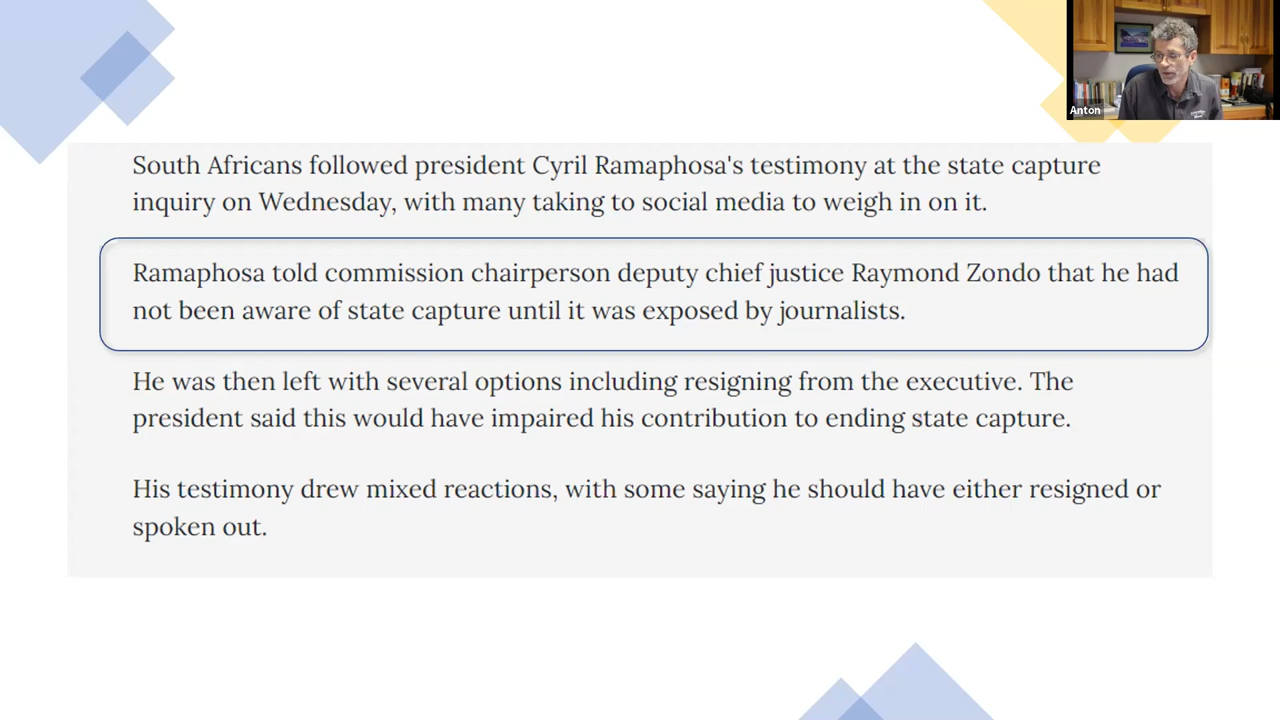 Anton
South Africans followed president Cyril Ramaphosa's testimony at the state capture
inquiry on Wednesday, with many taking to social media to weigh in on it.
Ramaphosa told commission chairperson deputy chief justice Raymond Zondo that he had
not been aware of state capture until it was exposed by journalists.
He was then left with several options including resigning from the executive. The
president said this would have impaired his contribution to ending state capture.
His testimony drew mixed reactions, with some saying he should have either resigned or
spoken out.